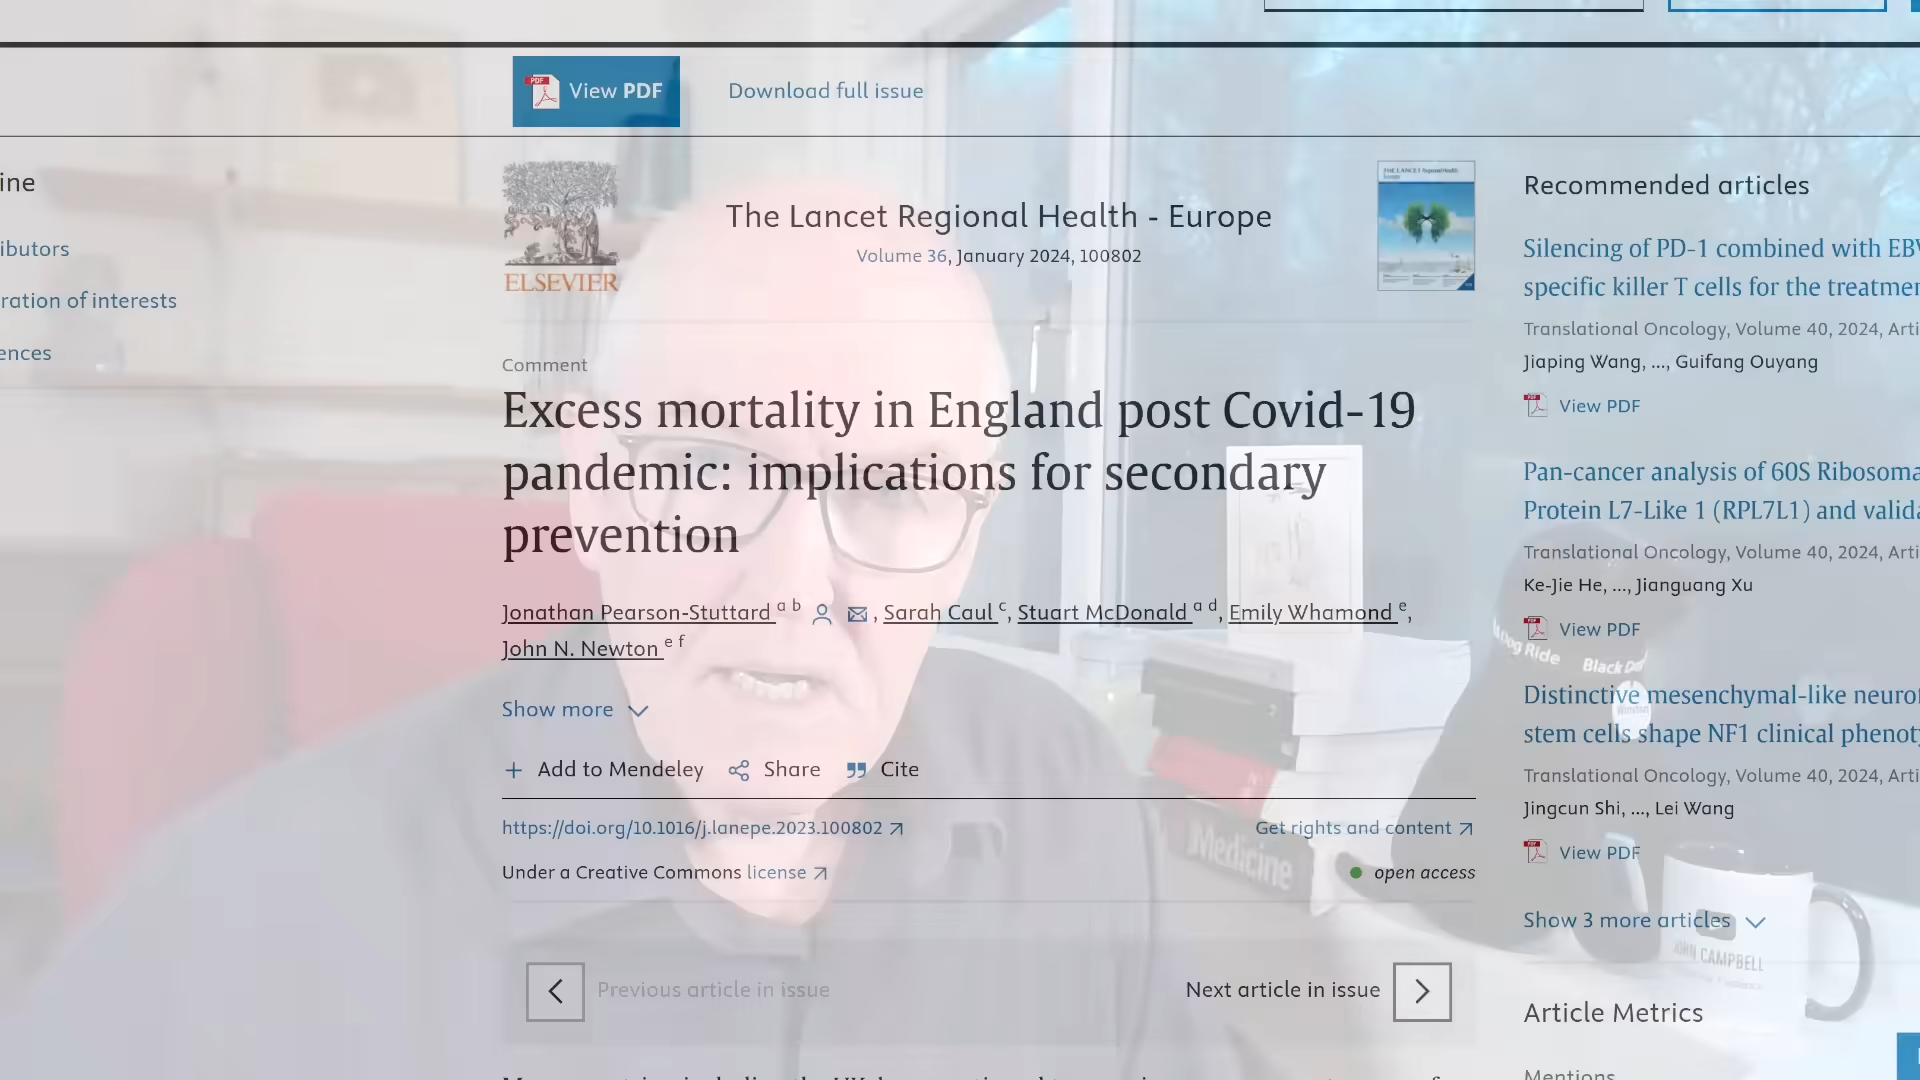 View PDF
Download full issue
ine
ibutors
ration of interests
ences
ELSEVIER
The Lancet Regional Health - Europe
Volume 36, January 2024, 100802
Comment
Excess mortality in England post Covid-19
pandemic: implications for secondary
prevention
Jonathan Pearson-Stuttard a b , Sarah Caul c, Stuart McDonald a d, Emily Whamond e,
John N. Newton e f
Show more
Add to Mendeley Share Cite
https://doi.org/10.1016/j.lanepe.2023.100802
Get rights and content
Under a Creative Commons license
open access
Previous article in issue
Next article in issue
Recommended articles
Silencing of PD-1 combined with EBV
specific killer T cells for the treatmen
Translational Oncology, Volume 40, 2024, Arti
Jiaping Wang, ..., Guifang Ouyang
View PDF
Pan-cancer analysis of 60S Ribosoma
Protein L7-Like 1 (RPL7L1) and valida
Translational Oncology, Volume 40, 2024, Arti
Ke-Jie He, ..., Jianguang Xu
View PDF
Distinctive mesenchymal-like neurof
stem cells shape NF1 clinical phenoty
Translational Oncology, Volume 40, 2024, Arti
Jingcun Shi, ..., Lei Wang
View PDF
Show 3 more articles
Article Metrics
Mentions
Ride Black
Winston
Medicine
JOHN CAMPBELL